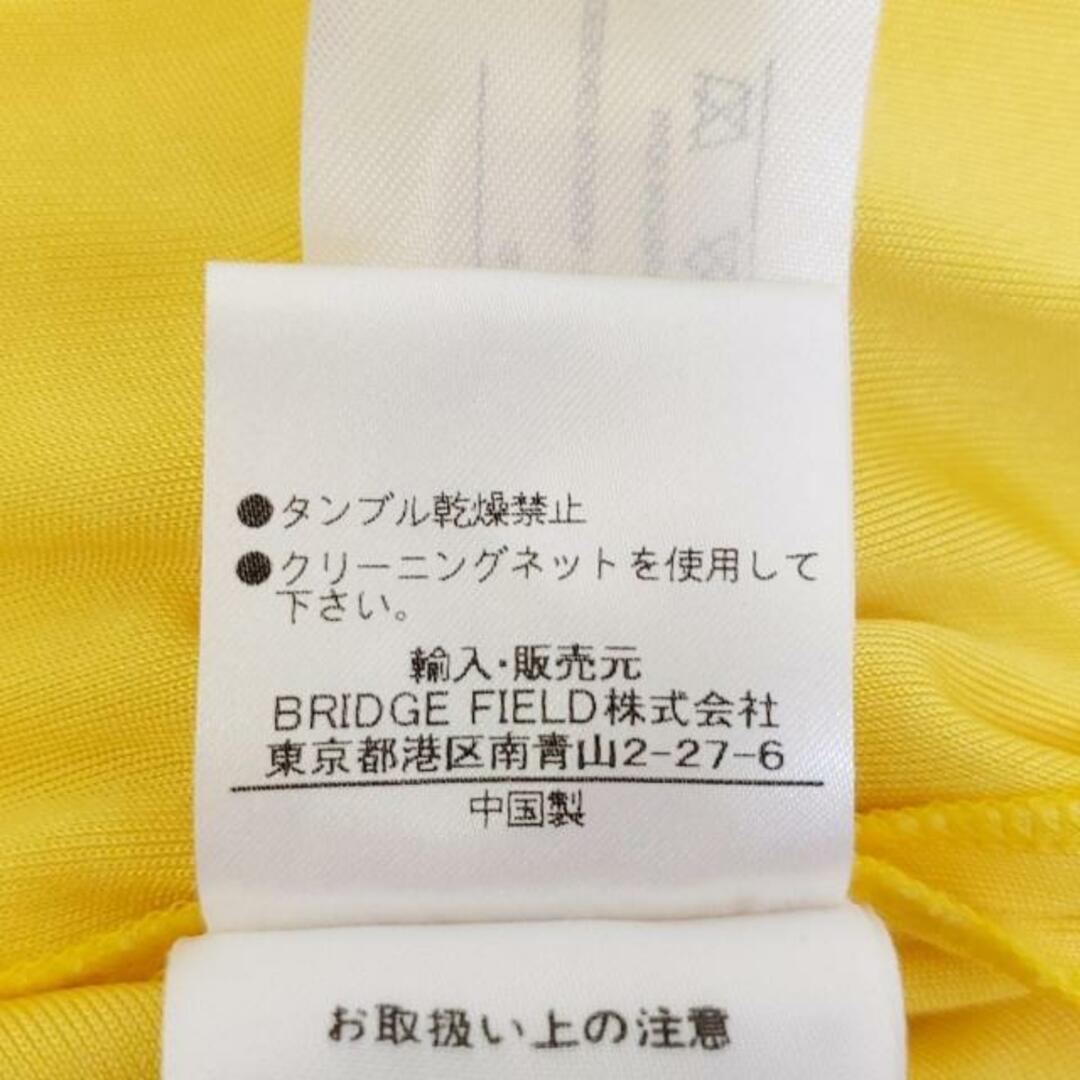 ●タンブル乾燥禁止
●クリーニングネットを使用して
下さい。
輸入・販売元
BRIDGE FIELD株式会社
東京都港区南青山2-27-6
中国製
お取扱い上の注意